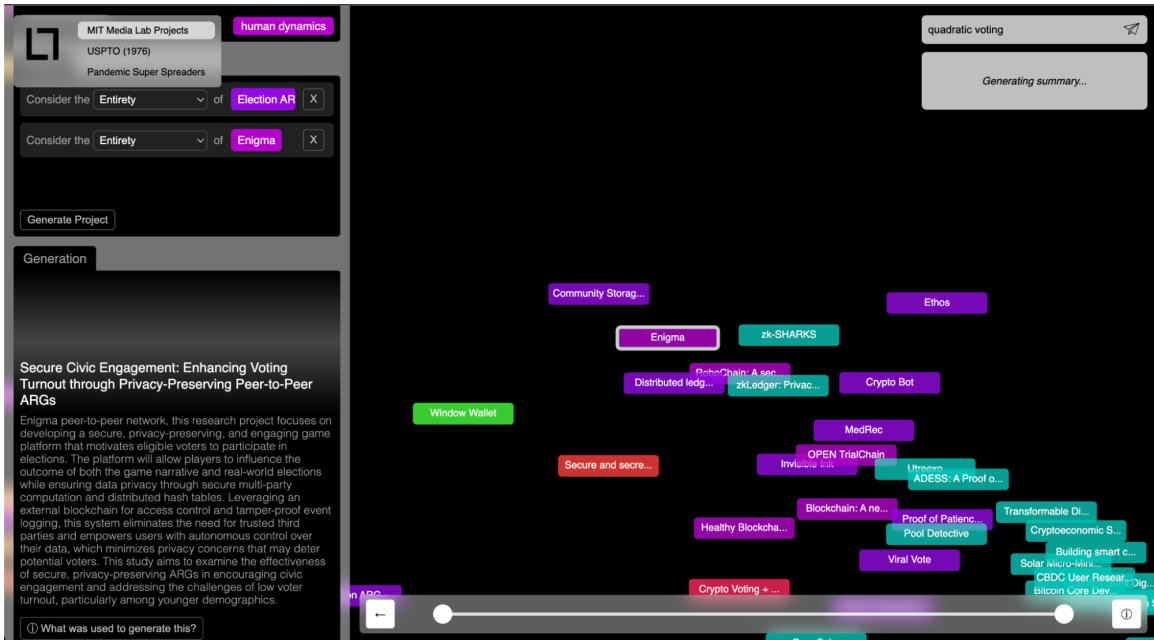 MIT Media Lab Projects
USPTO (1976)
Pandemic Super Spreaders
human dynamics
Consider the Entirety of Election AR X
Consider the Entirety of Enigma X
Generate Project
Generation
Secure Civic Engagement: Enhancing Voting
Turnout through Privacy-Preserving Peer-to-Peer
ARGs
Enigma peer-to-peer network, this research project focuses on
developing a secure, privacy-preserving, and engaging game
platform that motivates eligible voters to participate in
elections. The platform will allow players to influence the
outcome of both the game narrative and real-world elections
while ensuring data privacy through secure multi-party
computation and distributed hash tables. Leveraging an
external blockchain for access control and tamper-proof event
logging, this system eliminates the need for trusted third
parties and empowers users with autonomous control over
their data, which minimizes privacy concerns that may deter
potential voters. This study aims to examine the effectiveness
of secure, privacy-preserving ARGs in encouraging civic
engagement and addressing the challenges of low voter
turnout, particularly among younger demographics.
ⓘ What was used to generate this?
quadratic voting
Generating summary...
Community Storag...
Ethos
Enigma
zk-SHARKS
RoboChain: A sec...
Distributed ledg...
zkLedger: Privac...
Crypto Bot
Window Wallet
MedRec
OPEN TrialChain
Invisible Ink
Secure and secre...
Utreexo
ADESS: A Proof o...
Blockchain: A ne...
Transformable Di...
Proof of Patienc...
Healthy Blockcha...
Pool Detective
Cryptoeconomic S...
Building smart c...
Viral Vote
Solar Micro-Mini...
CBDC User Resear...
Dig...
Crypto Voting + ...
Bitcoin Core Dev...
n ARG
←
ⓘ